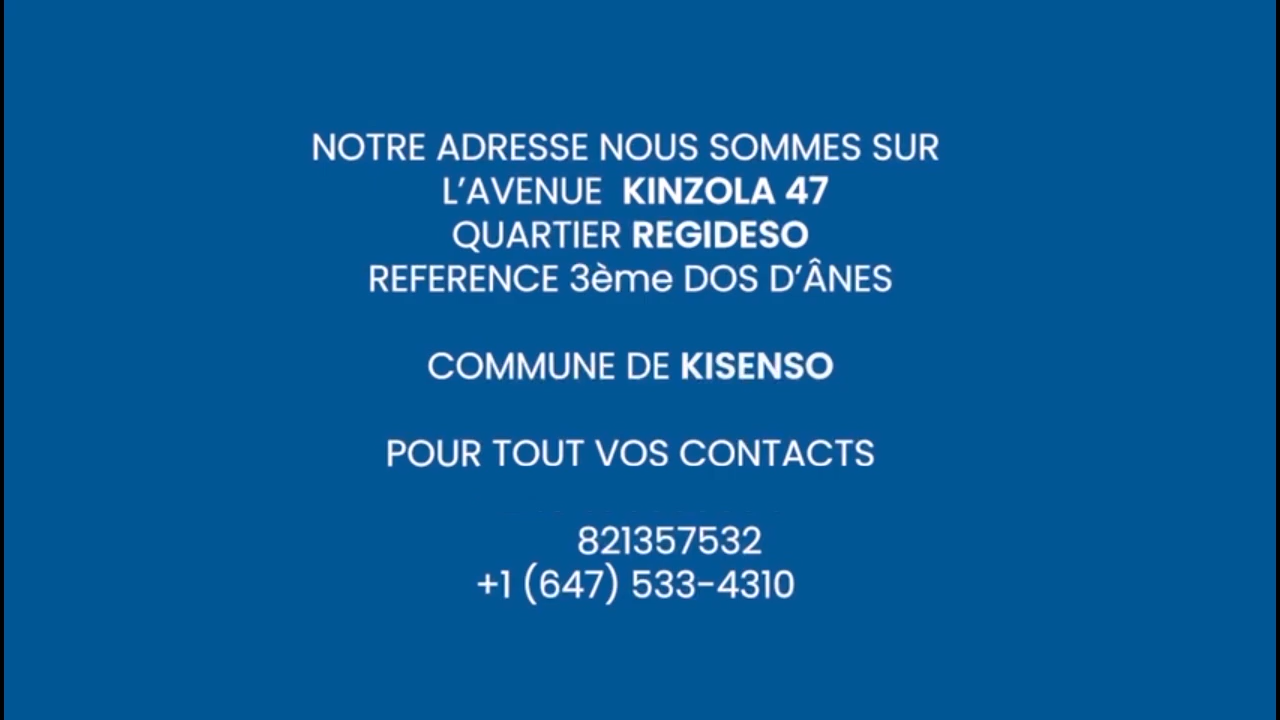 NOTRE ADRESSE NOUS SOMMES SUR
L’AVENUE KINZOLA 47
QUARTIER REGIDESO
REFERENCE 3ème DOS D’ÂNES
COMMUNE DE KISENSO
POUR TOUT VOS CONTACTS
821357532
+1 (647) 533-4310